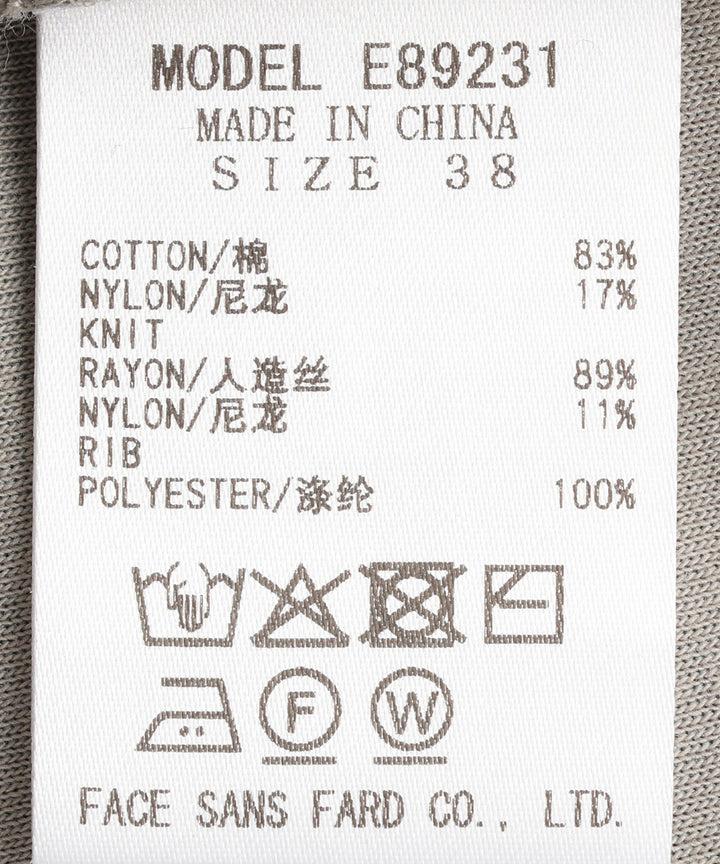 MODEL E89231
MADE IN CHINA
SIZE 38
COTTON/棉 83%
NYLON/尼龙 17%
KNIT
RAYON/人造丝 89%
NYLON/尼龙 11%
RIB
POLYESTER/涤纶 100%
F W
FACE SANS FARD CO., LTD.